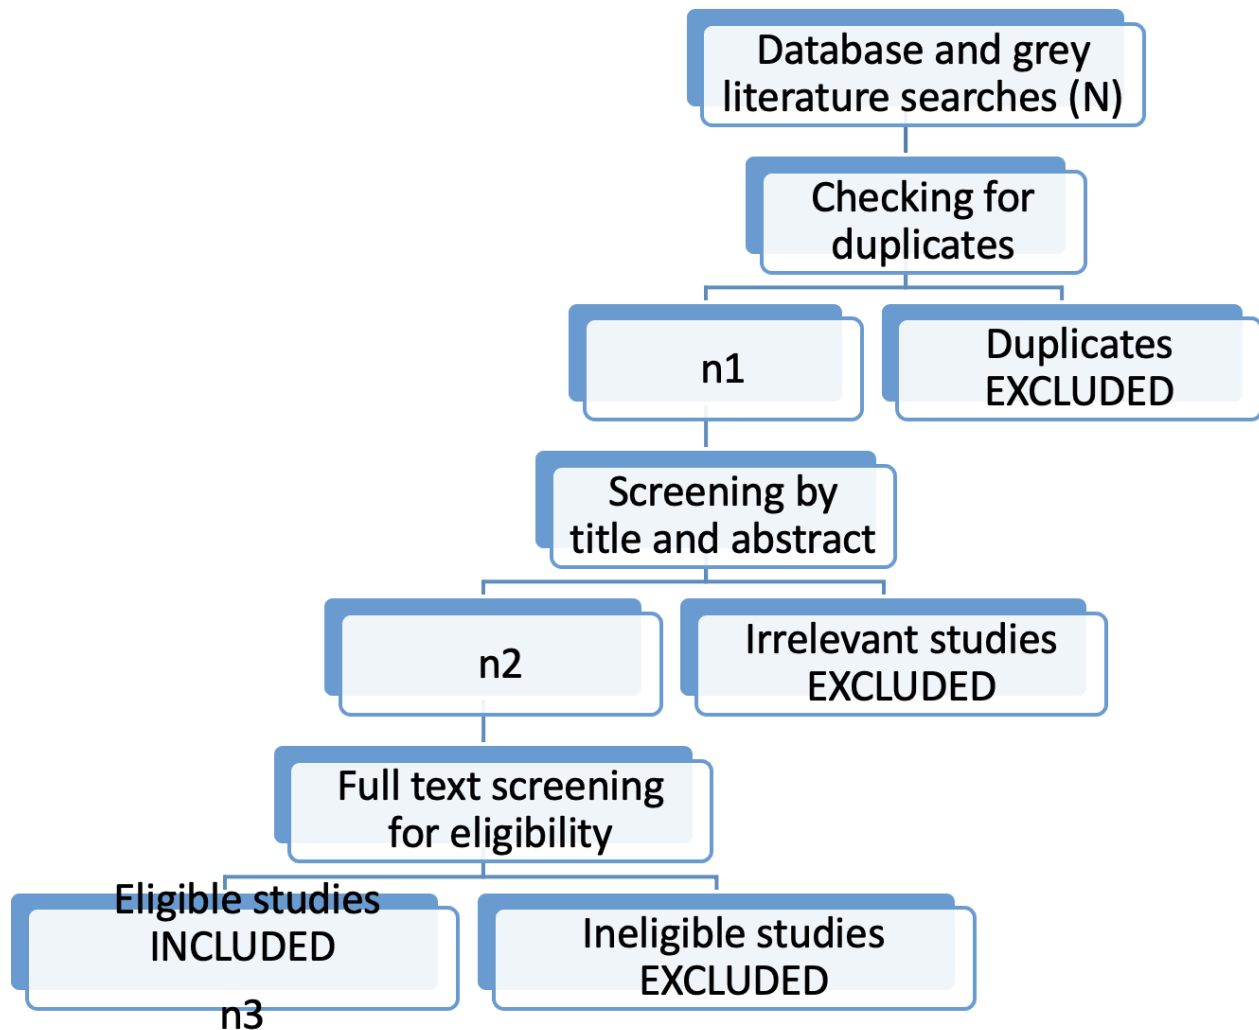 Database and grey
literature searches (N)
Checking for
duplicates
n1
Duplicates
EXCLUDED
Screening by
title and abstract
n2
Irrelevant studies
EXCLUDED
Full text screening
for eligibility
Eligible studies
INCLUDED
n3
Ineligible studies
EXCLUDED